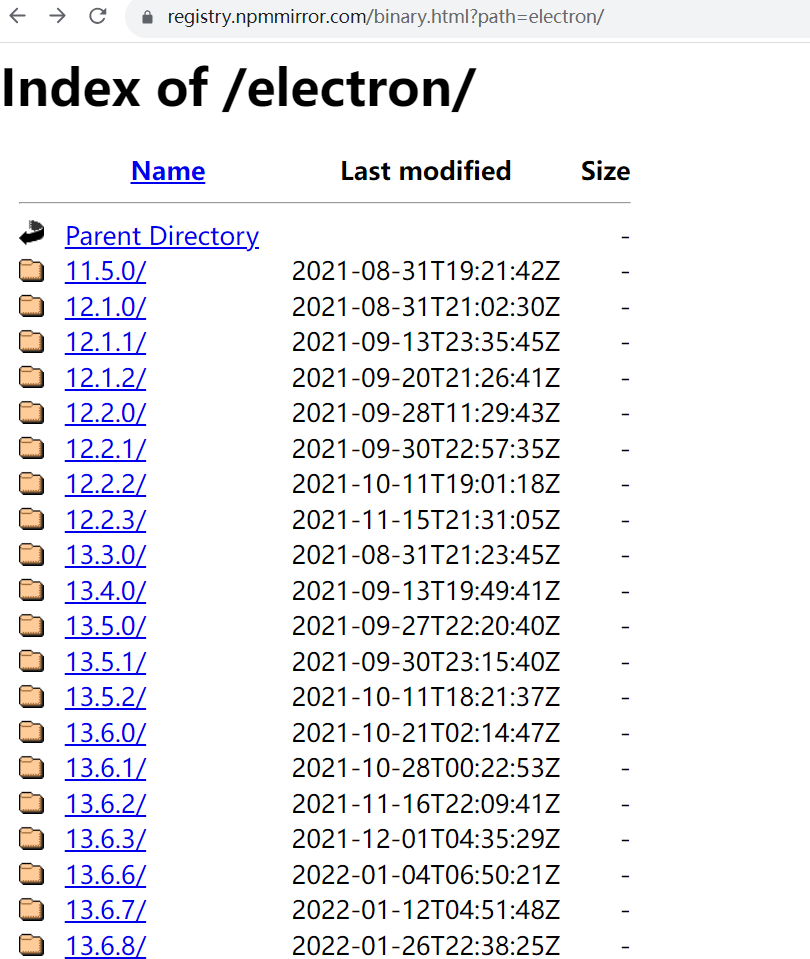 registry.npmmirror.com/binary.html?path=electron/
Index of /electron/
Name Last modified Size
Parent Directory -
11.5.0/ 2021-08-31T19:21:42Z -
12.1.0/ 2021-08-31T21:02:30Z -
12.1.1/ 2021-09-13T23:35:45Z -
12.1.2/ 2021-09-20T21:26:41Z -
12.2.0/ 2021-09-28T11:29:43Z -
12.2.1/ 2021-09-30T22:57:35Z -
12.2.2/ 2021-10-11T19:01:18Z -
12.2.3/ 2021-11-15T21:31:05Z -
13.3.0/ 2021-08-31T21:23:45Z -
13.4.0/ 2021-09-13T19:49:41Z -
13.5.0/ 2021-09-27T22:20:40Z -
13.5.1/ 2021-09-30T23:15:40Z -
13.5.2/ 2021-10-11T18:21:37Z -
13.6.0/ 2021-10-21T02:14:47Z -
13.6.1/ 2021-10-28T00:22:53Z -
13.6.2/ 2021-11-16T22:09:41Z -
13.6.3/ 2021-12-01T04:35:29Z -
13.6.6/ 2022-01-04T06:50:21Z -
13.6.7/ 2022-01-12T04:51:48Z -
13.6.8/ 2022-01-26T22:38:25Z -